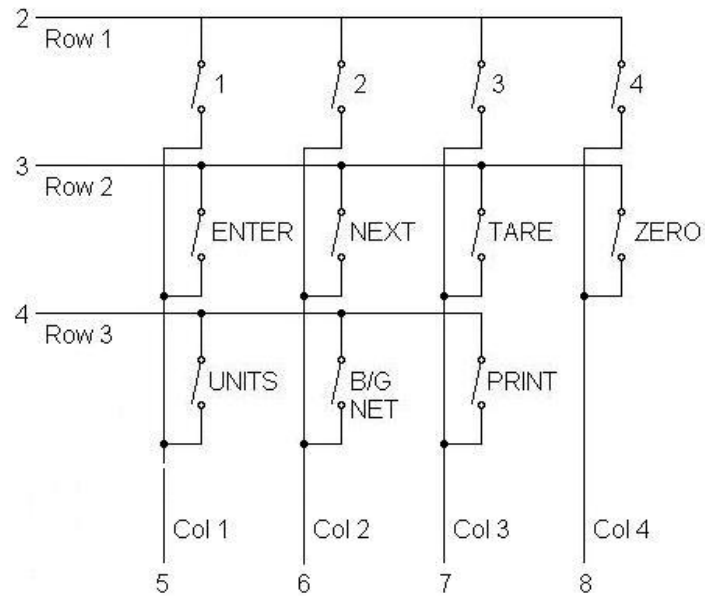 2
Row 1
1
2
3
4
3
Row 2
ENTER
NEXT
TARE
ZERO
4
Row 3
UNITS
B/G
NET
PRINT
Col 1
Col 2
Col 3
Col 4
5
6
7
8